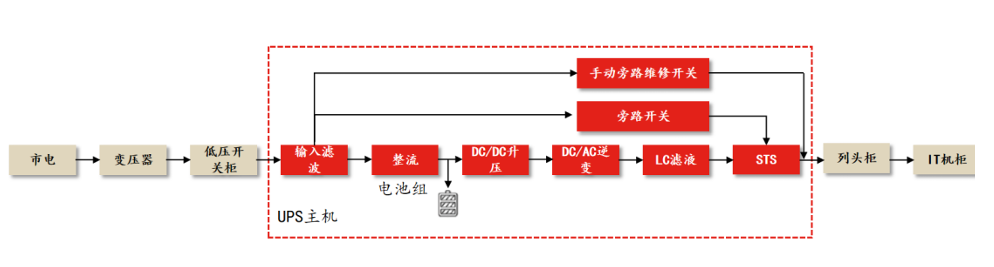 手动旁路维修开关
旁路开关
市电
变压器
低压开
关柜
输入滤
波
整流
DC/DC升
压
DC/AC逆
变
LC滤液
STS
列头柜
IT机柜
电池组
UPS主机